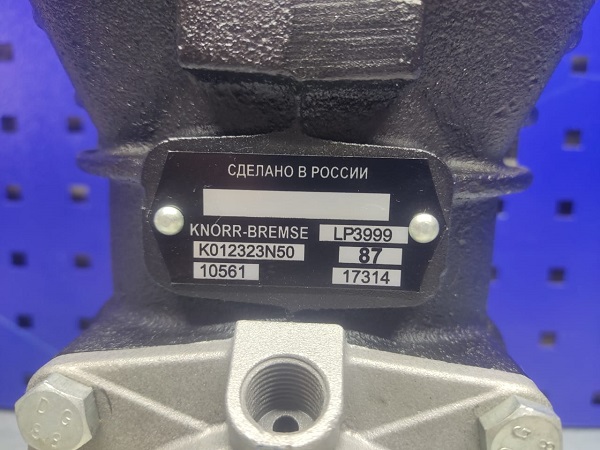 СДЕЛАНО В РОССИИ
KNORR-BREMSE LP3999
K012323N50 87
10561 17314